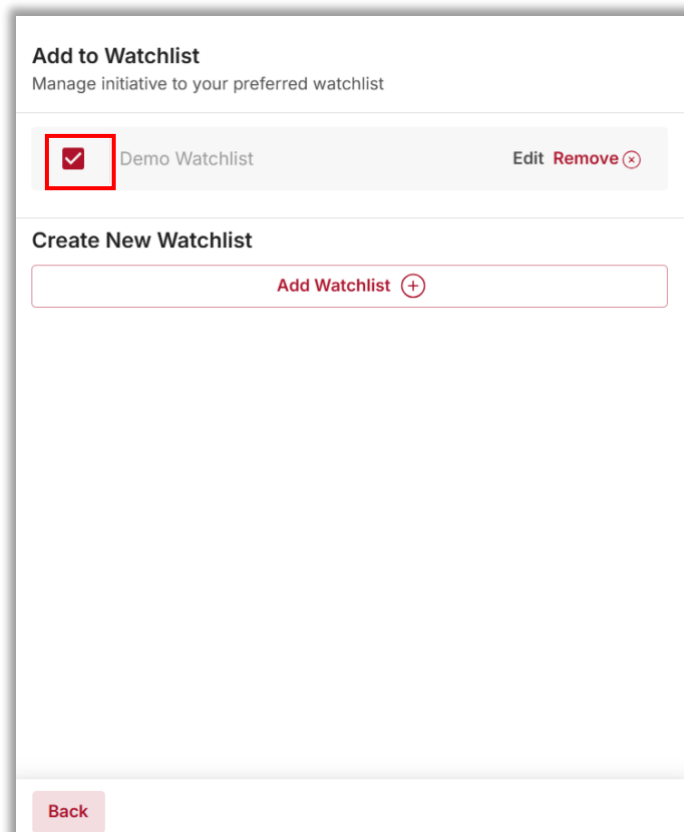 Add to Watchlist
Manage initiative to your preferred watchlist
Demo Watchlist Edit Remove
Create New Watchlist
Add Watchlist
Back